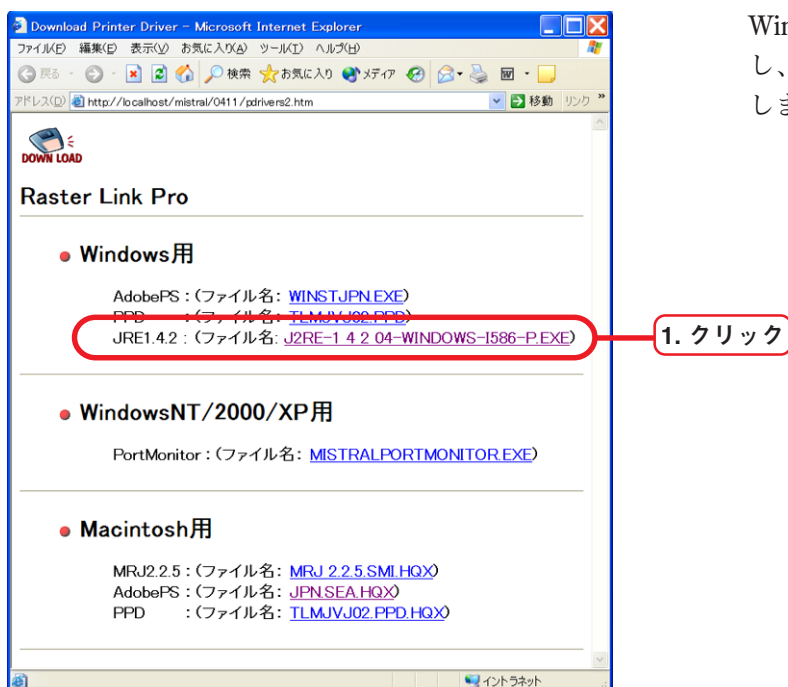 Download Printer Driver - Microsoft Internet Explorer
ファイル(F) 編集(E) 表示(V) お気に入り(A) ツール(T) ヘルプ(H)
戻る 検索 お気に入り メディア
アドレス(D) http://localhost/mistral/0411/pdrivers2.htm 移動 リンク »
DOWN LOAD
Raster Link Pro
Windows用
AdobePS : (ファイル名: WINSTJPN.EXE)
PPD : (ファイル名: TLMJVJ02.PPD)
JRE1.4.2 : (ファイル名: J2RE-1 4 2 04-WINDOWS-I586-P.EXE)
1. クリック
WindowsNT/2000/XP用
PortMonitor : (ファイル名: MISTRALPORTMONITOR.EXE)
Macintosh用
MRJ2.2.5 : (ファイル名: MRJ 2.2.5.SMI.HQX)
AdobePS : (ファイル名: JPN.SEA.HQX)
PPD : (ファイル名: TLMJVJ02.PPD.HQX)
イントラネット
し、